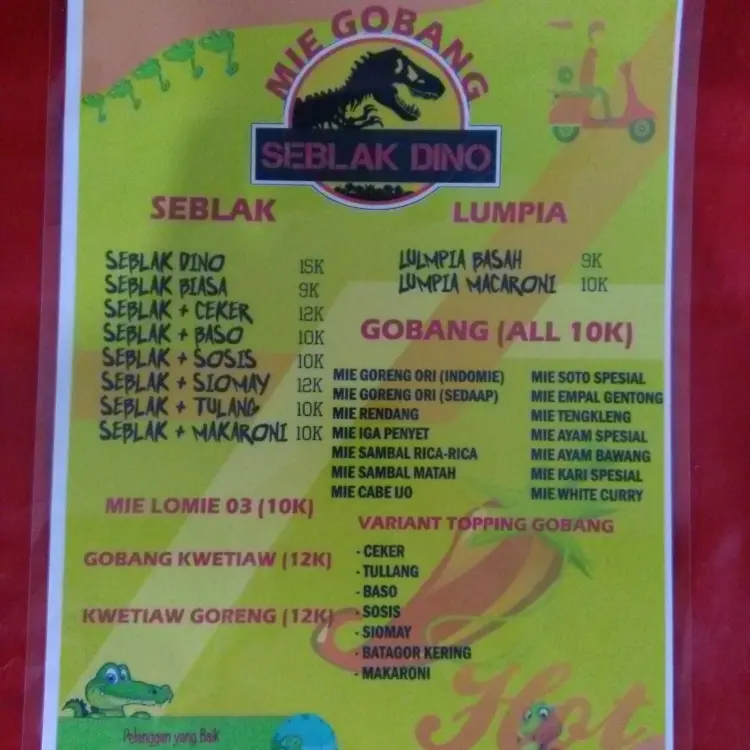 MIE GOBANG
SEBLAK DINO
SEBLAK
SEBLAK DINO 15K
SEBLAK BIASA 9K
SEBLAK + CEKER 12K
SEBLAK + BASO 10K
SEBLAK + SOSIS 10K
SEBLAK + SIOMAY 12K
SEBLAK + TULANG 10K
SEBLAK + MAKARONI 10K
LUMPIA
LULMPIA BASAH 9K
LUMPIA MACARONI 10K
GOBANG (ALL 10K)
MIE GORENG ORI (INDOMIE)
MIE GORENG ORI (SEDAAP)
MIE RENDANG
MIE IGA PENYET
MIE SAMBAL RICA-RICA
MIE SAMBAL MATAH
MIE CABE IJO
MIE SOTO SPESIAL
MIE EMPAL GENTONG
MIE TENGKLENG
MIE AYAM SPESIAL
MIE AYAM BAWANG
MIE KARI SPESIAL
MIE WHITE CURRY
MIE LOMIE 03 (10K)
GOBANG KWETIAW (12K)
KWETIAW GORENG (12K)
VARIANT TOPPING GOBANG
- CEKER
- TULLANG
- BASO
- SOSIS
- SIOMAY
- BATAGOR KERING
- MAKARONI
Hot
Pelanggan yang Baik